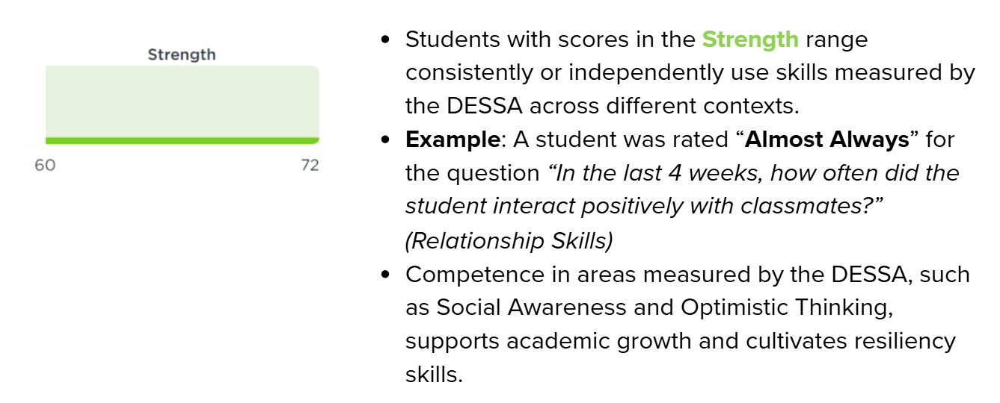 Strength
60
72
• Students with scores in the Strength range
consistently or independently use skills measured by
the DESSA across different contexts.
• Example: A student was rated “Almost Always” for
the question “In the last 4 weeks, how often did the
student interact positively with classmates?”
(Relationship Skills)
• Competence in areas measured by the DESSA, such
as Social Awareness and Optimistic Thinking,
supports academic growth and cultivates resiliency
skills.